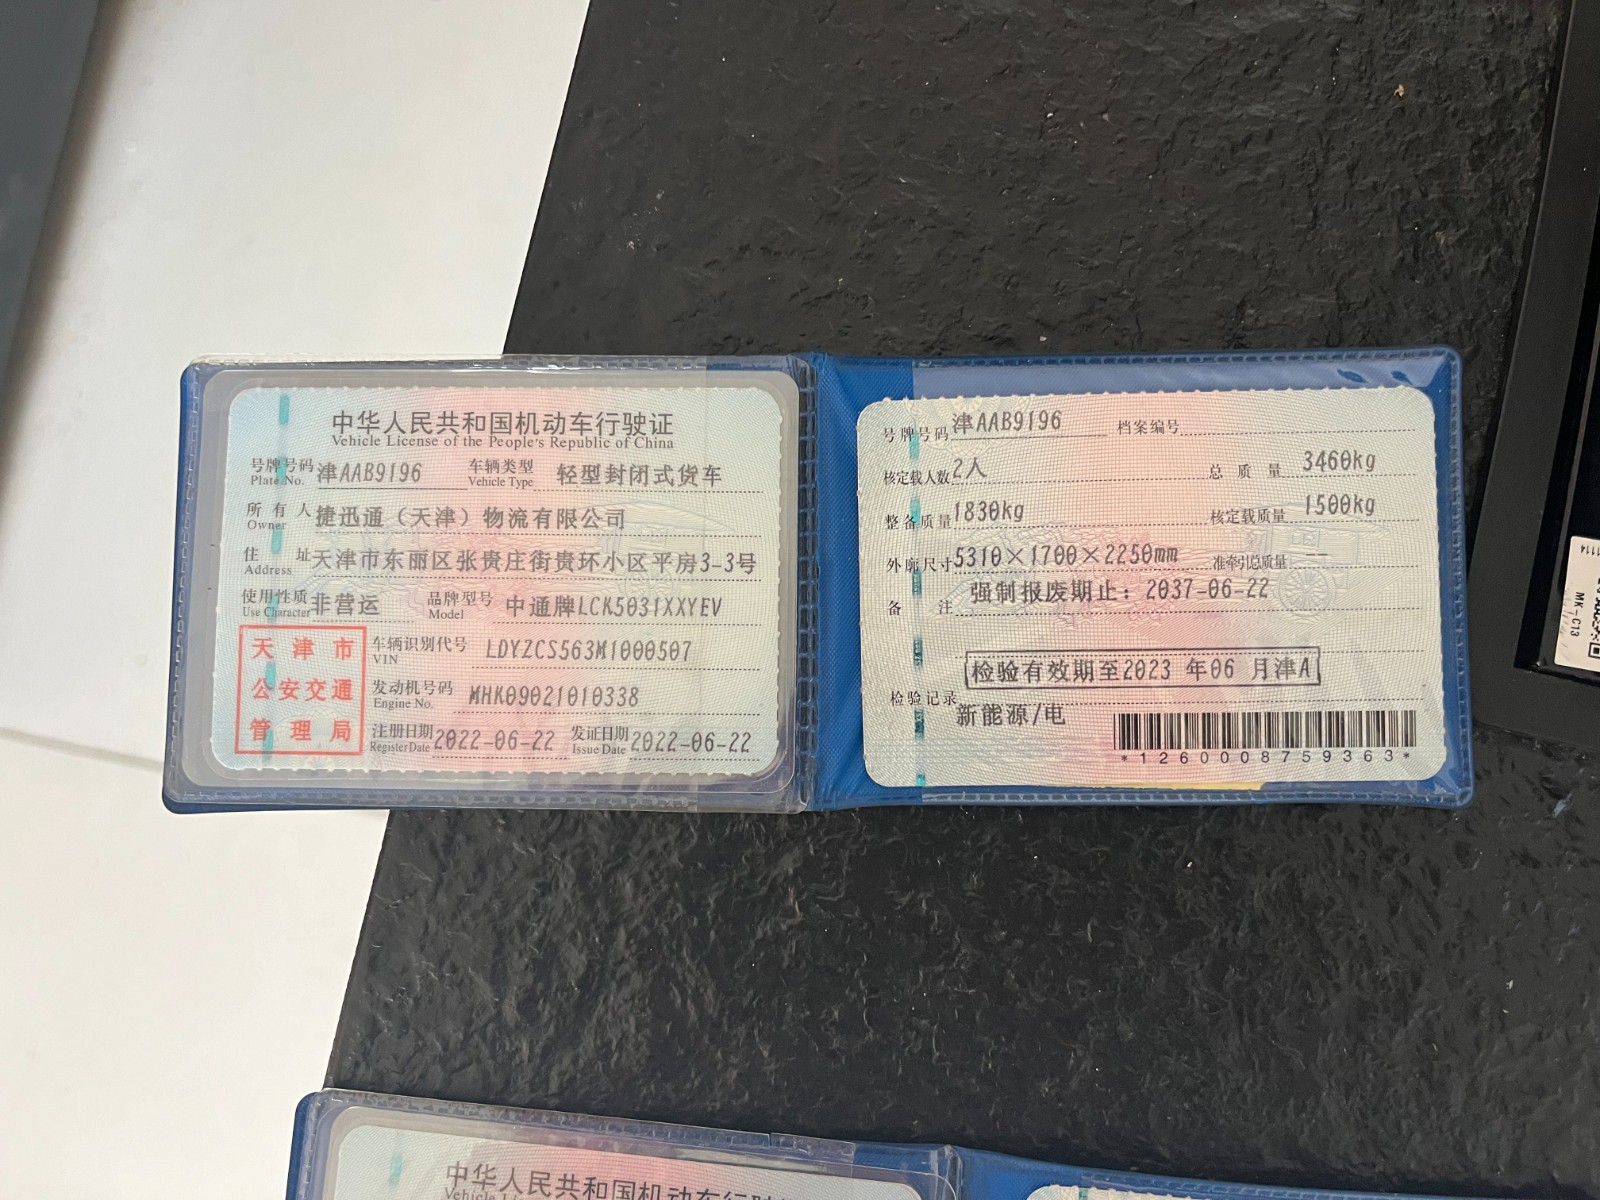 中华人民共和国机动车行驶证
Vehicle License of the People's Republic of China
号牌号码 Plate No. 津AAB9196 车辆类型 Vehicle Type 轻型封闭式货车
所有人 Owner 捷迅通（天津）物流有限公司
住址 Address 天津市东丽区张贵庄街贵环小区平房3-3号
使用性质 Use Character 非营运 品牌型号 Model 中通牌LCK5031XXYEV
天津市
公安交通
管理局
车辆识别代号 VIN LDYZCS563M1000507
发动机号码 Engine No. MHK09021010338
注册日期 Register Date 2022-06-22 发证日期 Issue Date 2022-06-22
号牌号码 津AAB9196 档案编号
核定载人数 2人 总质量 3460kg
整备质量 1830kg 核定载质量 1500kg
外廓尺寸 5310×1700×2250mm 准牵引总质量 --
备注 强制报废期止：2037-06-22
检验有效期至2023 年06 月津A
检验记录
新能源/电
*1260008759363*
中华人民共和国机动车行驶
MK-C13
1114